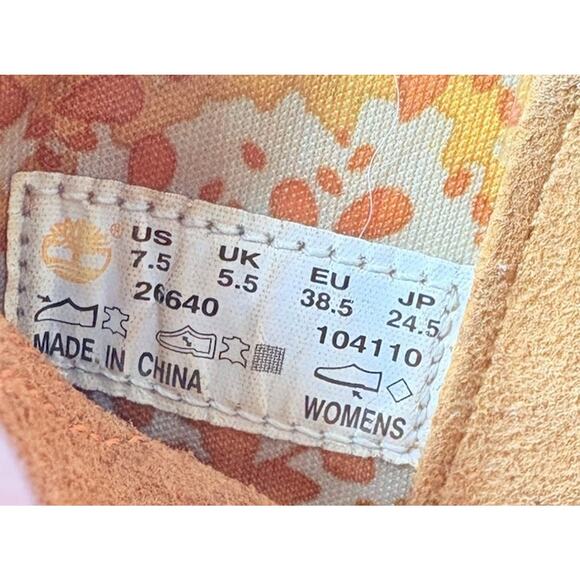 ® US UK EU JP
7.5 5.5 38.5 24.5
26640 104110
MADE IN CHINA WOMENS